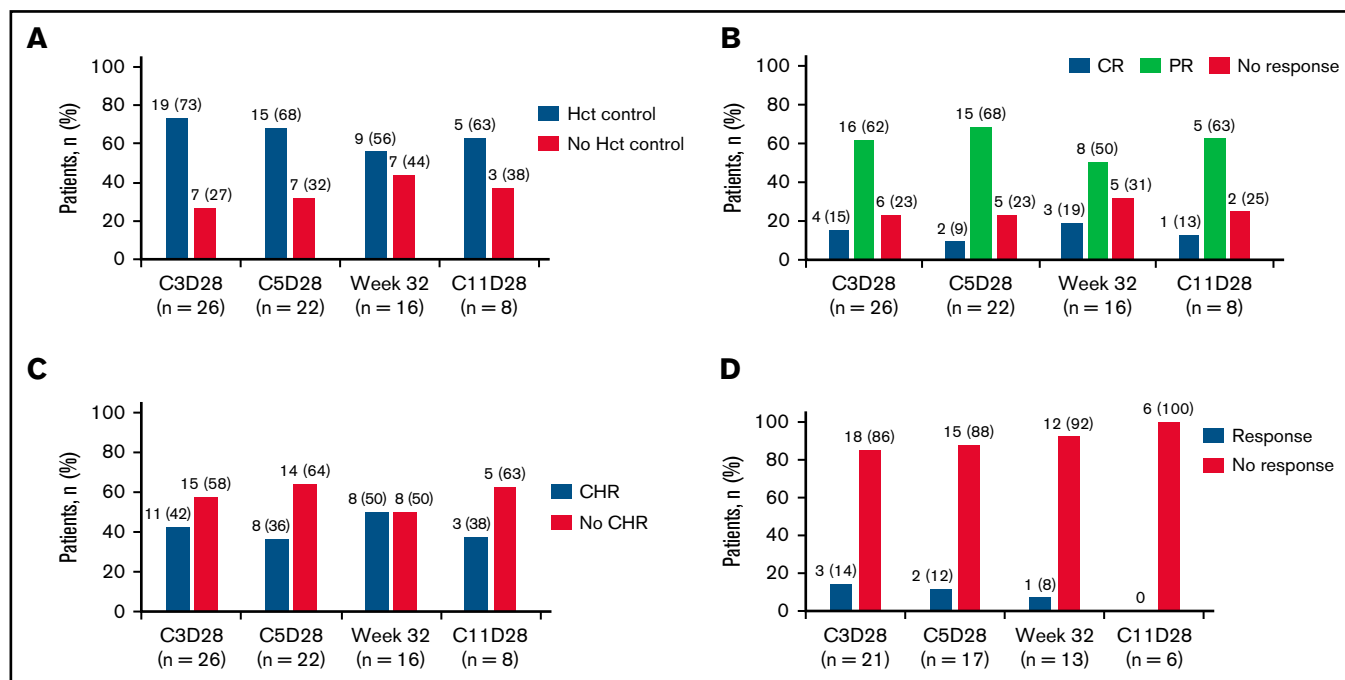 A
Patients, n (%)
100
80
60
40
20
0
19 (73)
7 (27)
15 (68)
7 (32)
9 (56)
7 (44)
5 (63)
3 (38)
Hct control
No Hct control
C3D28
(n = 26)
C5D28
(n = 22)
Week 32
(n = 16)
C11D28
(n = 8)
B
Patients, n (%)
100
80
60
40
20
0
CR
PR
No response
4 (15)
16 (62)
6 (23)
2 (9)
15 (68)
5 (23)
3 (19)
8 (50)
5 (31)
1 (13)
5 (63)
2 (25)
C3D28
(n = 26)
C5D28
(n = 22)
Week 32
(n = 16)
C11D28
(n = 8)
C
Patients, n (%)
100
80
60
40
20
0
11 (42)
15 (58)
8 (36)
14 (64)
8 (50)
8 (50)
3 (38)
5 (63)
CHR
No CHR
C3D28
(n = 26)
C5D28
(n = 22)
Week 32
(n = 16)
C11D28
(n = 8)
D
Patients, n (%)
100
80
60
40
20
0
3 (14)
18 (86)
2 (12)
15 (88)
1 (8)
12 (92)
0
6 (100)
Response
No response
C3D28
(n = 21)
C5D28
(n = 17)
Week 32
(n = 13)
C11D28
(n = 6)